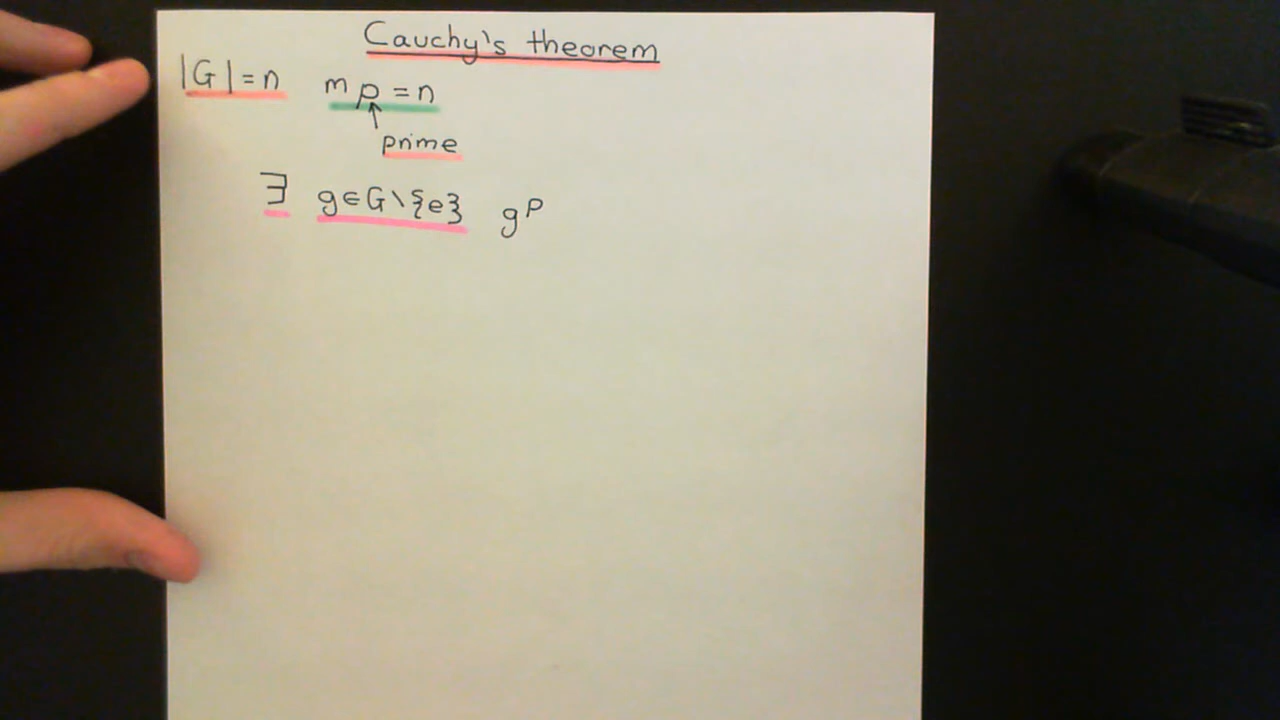 Cauchy's theorem
|G| = n mp = n
↑
prime
∃ g∈G\{e} g^p